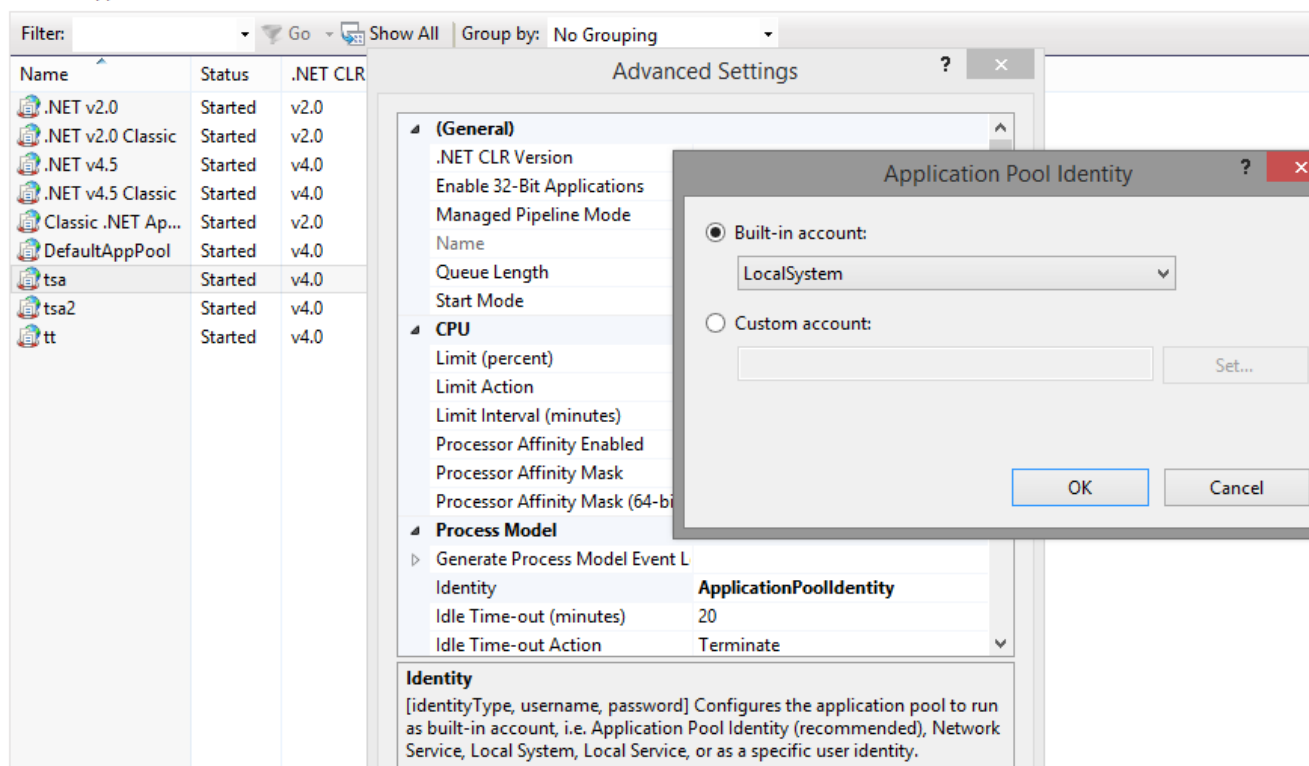 Filter: Go Show All Group by: No Grouping
Name Status .NET CLR
.NET v2.0 Started v2.0
.NET v2.0 Classic Started v2.0
.NET v4.5 Started v4.0
.NET v4.5 Classic Started v4.0
Classic .NET Ap... Started v2.0
DefaultAppPool Started v4.0
tsa Started v4.0
tsa2 Started v4.0
tt Started v4.0
Advanced Settings ? ×
(General)
.NET CLR Version
Enable 32-Bit Applications
Managed Pipeline Mode
Name
Queue Length
Start Mode
CPU
Limit (percent)
Limit Action
Limit Interval (minutes)
Processor Affinity Enabled
Processor Affinity Mask
Processor Affinity Mask (64-bi
Process Model
Generate Process Model Event L
Identity ApplicationPoolIdentity
Idle Time-out (minutes) 20
Idle Time-out Action Terminate
Identity
[identityType, username, password] Configures the application pool to run
as built-in account, i.e. Application Pool Identity (recommended), Network
Service, Local System, Local Service, or as a specific user identity.
Application Pool Identity ? ×
Built-in account:
LocalSystem
Custom account:
Set...
OK Cancel